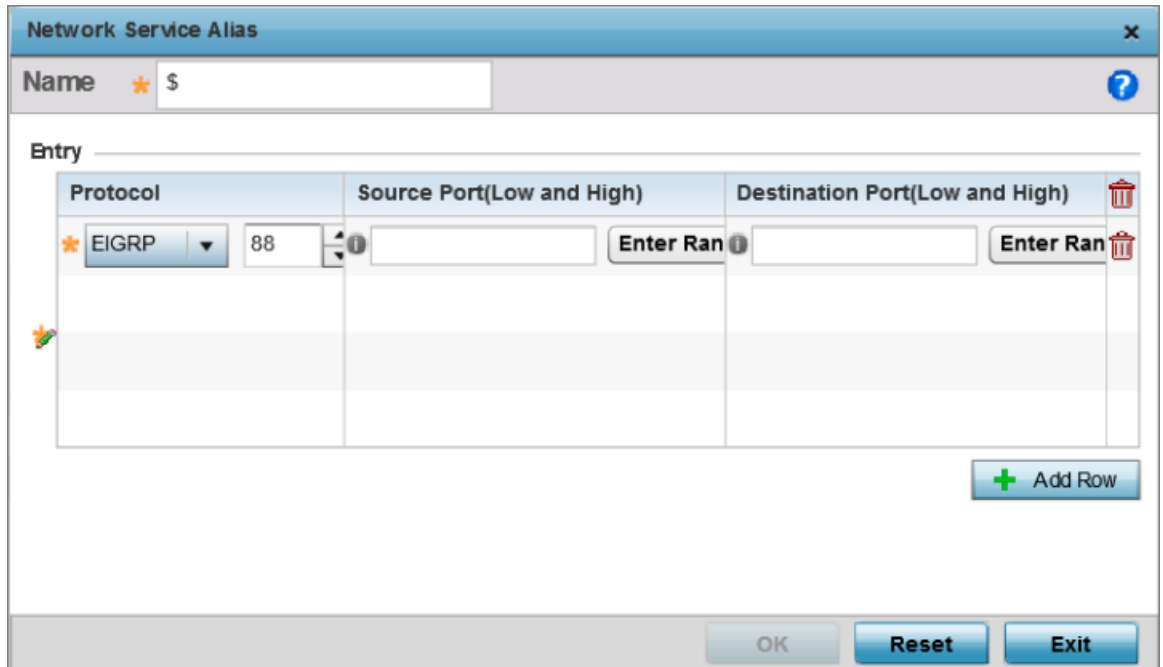 Network Service Alias
Name * $
Entry
Protocol Source Port(Low and High) Destination Port(Low and High)
* EIGRP 88 Enter Ran Enter Ran
Add Row
OK Reset Exit